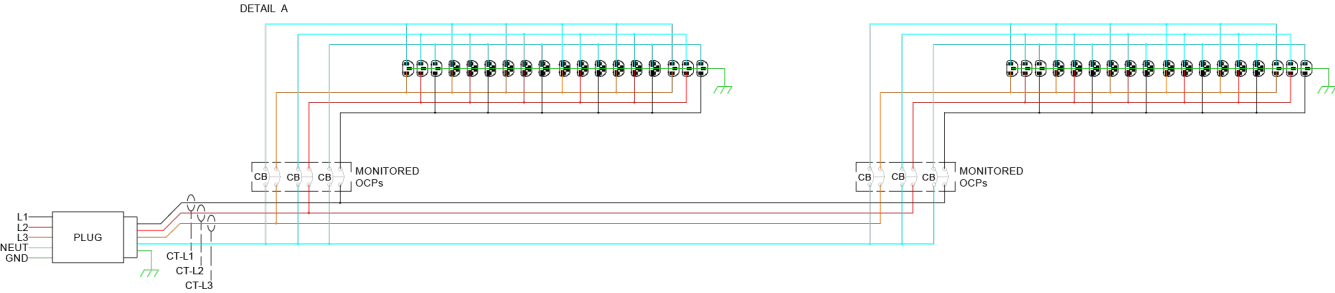 DETAIL A
CB
CB
CB
MONITORED
OCPs
CB
CB
CB
MONITORED
OCPs
L1
L2
L3
NEUT
GND
PLUG
CT-L1
CT-L2
CT-L3